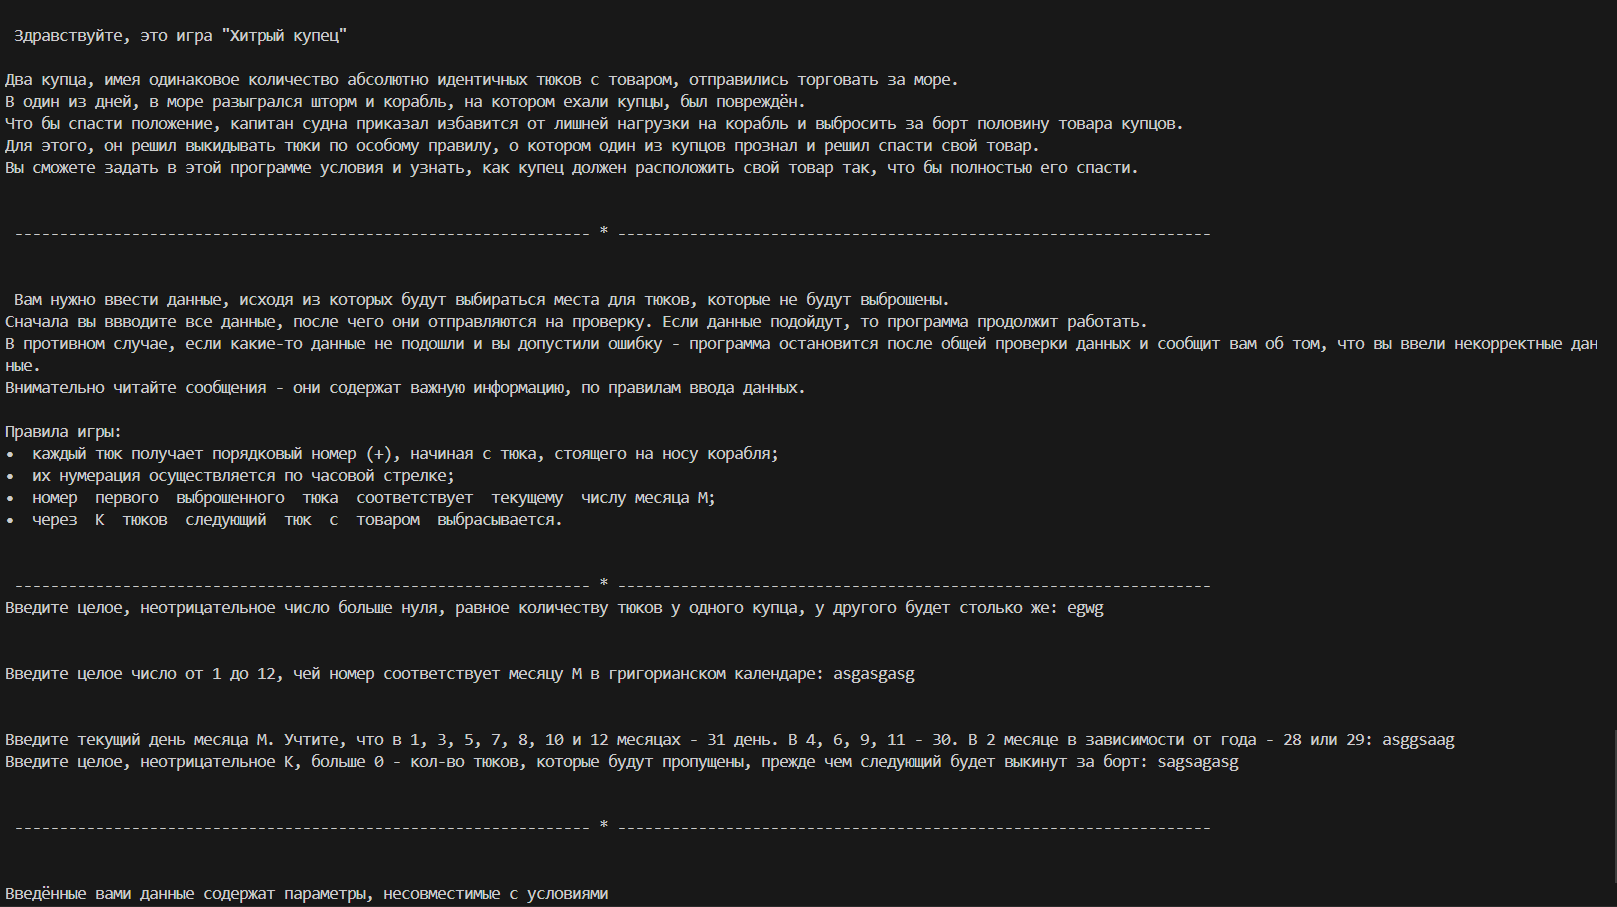 Здравствуйте, это игра "Хитрый купец"
Два купца, имея одинаковое количество абсолютно идентичных тюков с товаром, отправились торговать за море.
В один из дней, в море разыгрался шторм и корабль, на котором ехали купцы, был повреждён.
Что бы спасти положение, капитан судна приказал избавится от лишней нагрузки на корабль и выбросить за борт половину товара купцов.
Для этого, он решил выкидывать тюки по особому правилу, о котором один из купцов прознал и решил спасти свой товар.
Вы сможете задать в этой программе условия и узнать, как купец должен расположить свой товар так, что бы полностью его спасти.
---------------------------------------------------------------- * ------------------------------------------------------------------
Вам нужно ввести данные, исходя из которых будут выбираться места для тюков, которые не будут выброшены.
Сначала вы ввводите все данные, после чего они отправляются на проверку. Если данные подойдут, то программа продолжит работать.
В противном случае, если какие-то данные не подошли и вы допустили ошибку - программа остановится после общей проверки данных и сообщит вам об том, что вы ввели некорректные дан
ные.
Внимательно читайте сообщения - они содержат важную информацию, по правилам ввода данных.
Правила игры:
•  каждый тюк получает порядковый номер (+), начиная с тюка, стоящего на носу корабля;
•  их нумерация осуществляется по часовой стрелке;
•  номер  первого  выброшенного  тюка  соответствует  текущему  числу месяца М;
•  через  К  тюков  следующий  тюк  с  товаром  выбрасывается.
---------------------------------------------------------------- * ------------------------------------------------------------------
Введите целое, неотрицательное число больше нуля, равное количеству тюков у одного купца, у другого будет столько же: egwg
Введите целое число от 1 до 12, чей номер соответствует месяцу М в григорианском календаре: asgasgasg
Введите текущий день месяца М. Учтите, что в 1, 3, 5, 7, 8, 10 и 12 месяцах - 31 день. В 4, 6, 9, 11 - 30. В 2 месяце в зависимости от года - 28 или 29: asggsaag
Введите целое, неотрицательное К, больше 0 - кол-во тюков, которые будут пропущены, прежде чем следующий будет выкинут за борт: sagsagasg
---------------------------------------------------------------- * ------------------------------------------------------------------
Введённые вами данные содержат параметры, несовместимые с условиями